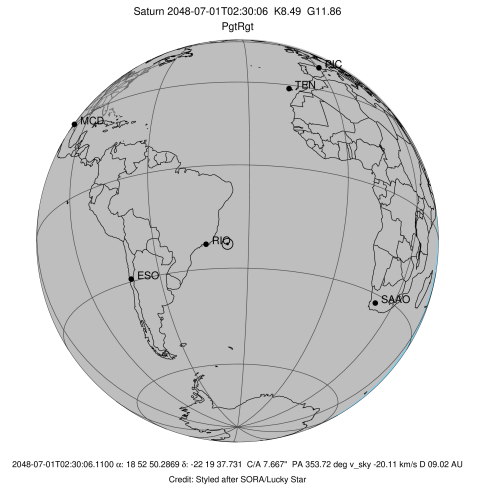 Saturn 2048-07-01T02:30:06 K8.49 G11.86
PgtRgt
PIC
TEN
MCD
RIO
ESO
SAAO
2048-07-01T02:30:06.1100 α: 18 52 50.2869 δ: -22 19 37.731 C/A 7.667" PA 353.72 deg v_sky -20.11 km/s D 09.02 AU
Credit: Styled after SORA/Lucky Star